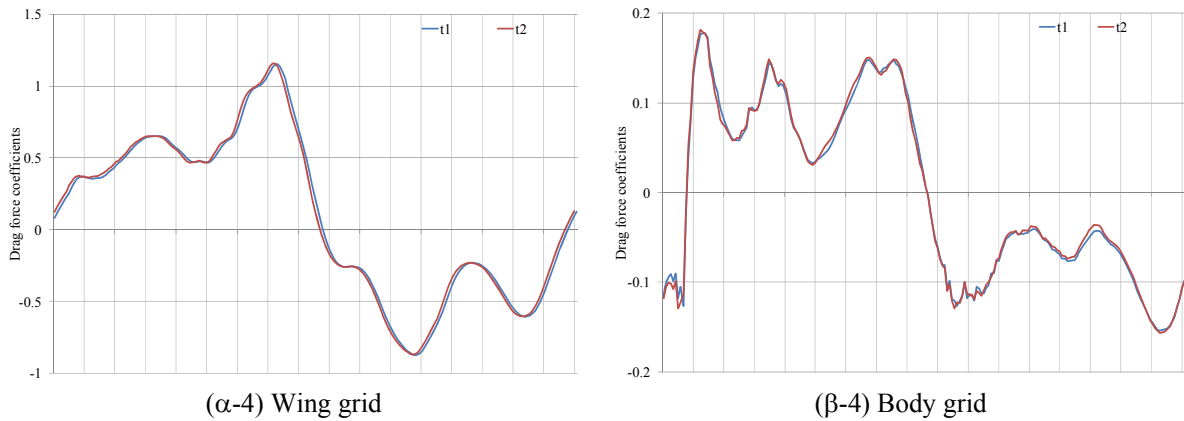 1.5
t1 t2
1
0.5
0
-0.5
-1
Drag force coefficients
(α-4) Wing grid
0.2
t1 t2
0.1
0
-0.1
-0.2
Drag force coefficients
(β-4) Body grid